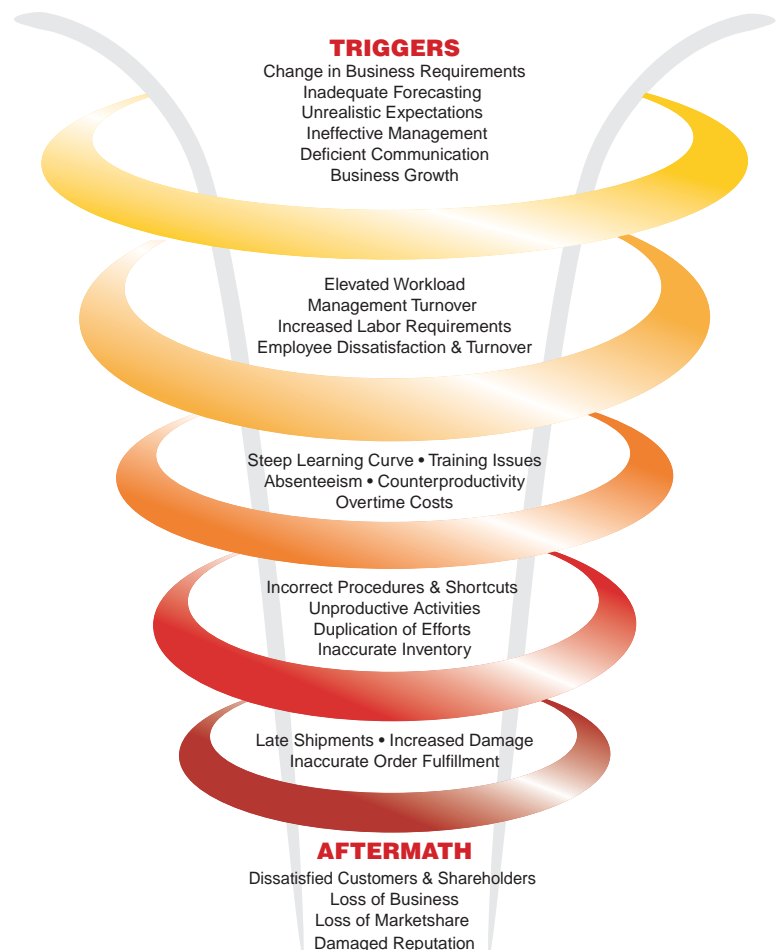 TRIGGERS
Change in Business Requirements
Inadequate Forecasting
Unrealistic Expectations
Ineffective Management
Deficient Communication
Business Growth
Elevated Workload
Management Turnover
Increased Labor Requirements
Employee Dissatisfaction & Turnover
Steep Learning Curve • Training Issues
Absenteeism • Counterproductivity
Overtime Costs
Incorrect Procedures & Shortcuts
Unproductive Activities
Duplication of Efforts
Inaccurate Inventory
Late Shipments • Increased Damage
Inaccurate Order Fulfillment
AFTERMATH
Dissatisfied Customers & Shareholders
Loss of Business
Loss of Marketshare
Damaged Reputation